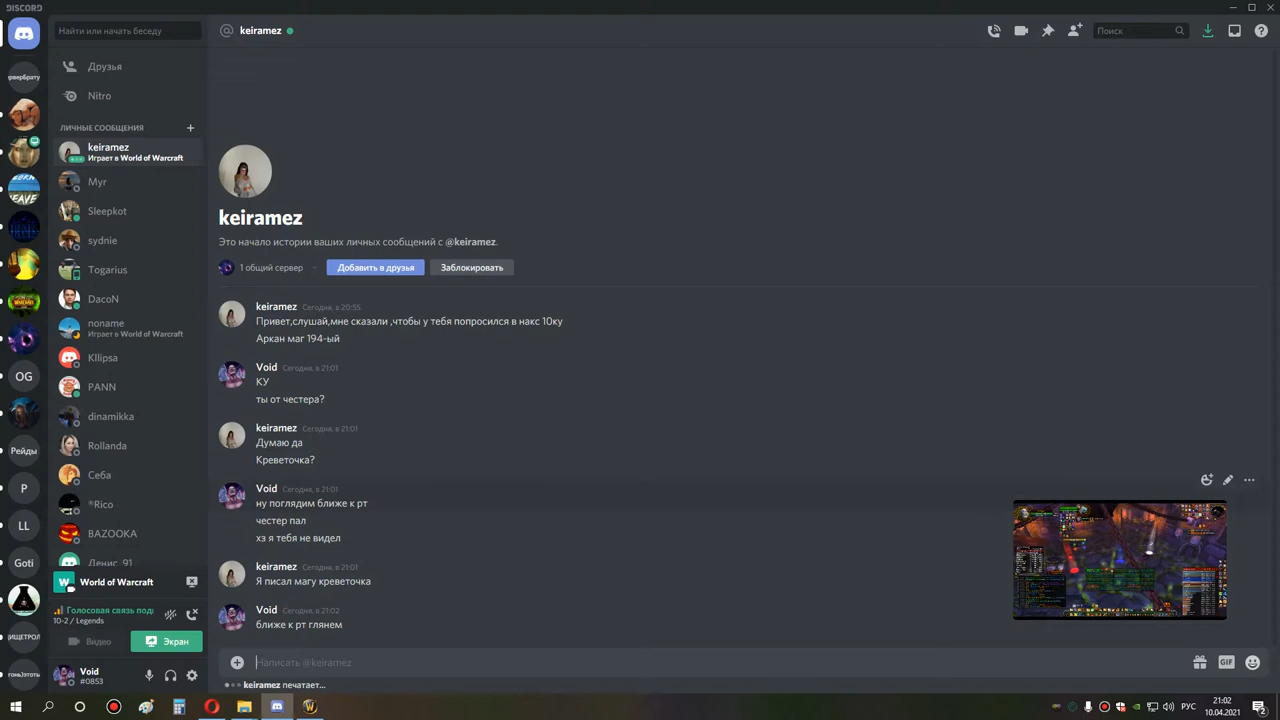 DISCORD
Найти или начать беседу
keiramez
Поиск
Друзья
Nitro
ЛИЧНЫЕ СООБЩЕНИЯ
keiramez
Играет в World of Warcraft
Myr
Sleepkot
sydnie
Togarius
DacoN
noname
Играет в World of Warcraft
Kllipsa
PANN
dinamikka
Rollanda
Себа
®Rico
BAZOOKA
Денис_91
OG
Рейды
P
LL
Goti
World of Warcraft
Голосовая связь под
10-2 / Legends
Видео
Экран
Void
#0853
keiramez
Это начало истории ваших личных сообщений с @keiramez.
1 общий сервер
Добавить в друзья
Заблокировать
keiramez Сегодня, в 20:55
Привет,слушай,мне сказали ,чтобы у тебя попросился в накс 10ку
Аркан маг 194-ый
Void Сегодня, в 21:01
КУ
ты от честера?
keiramez Сегодня, в 21:01
Думаю да
Креветочка?
Void Сегодня, в 21:01
ну поглядим ближе к рт
честер пал
хз я тебя не видел
keiramez Сегодня, в 21:01
Я писал магу креветочка
Void Сегодня, в 21:02
ближе к рт глянем
Написать @keiramez
GIF
keiramez печатает...
РУС
21:02
10.04.2021
2